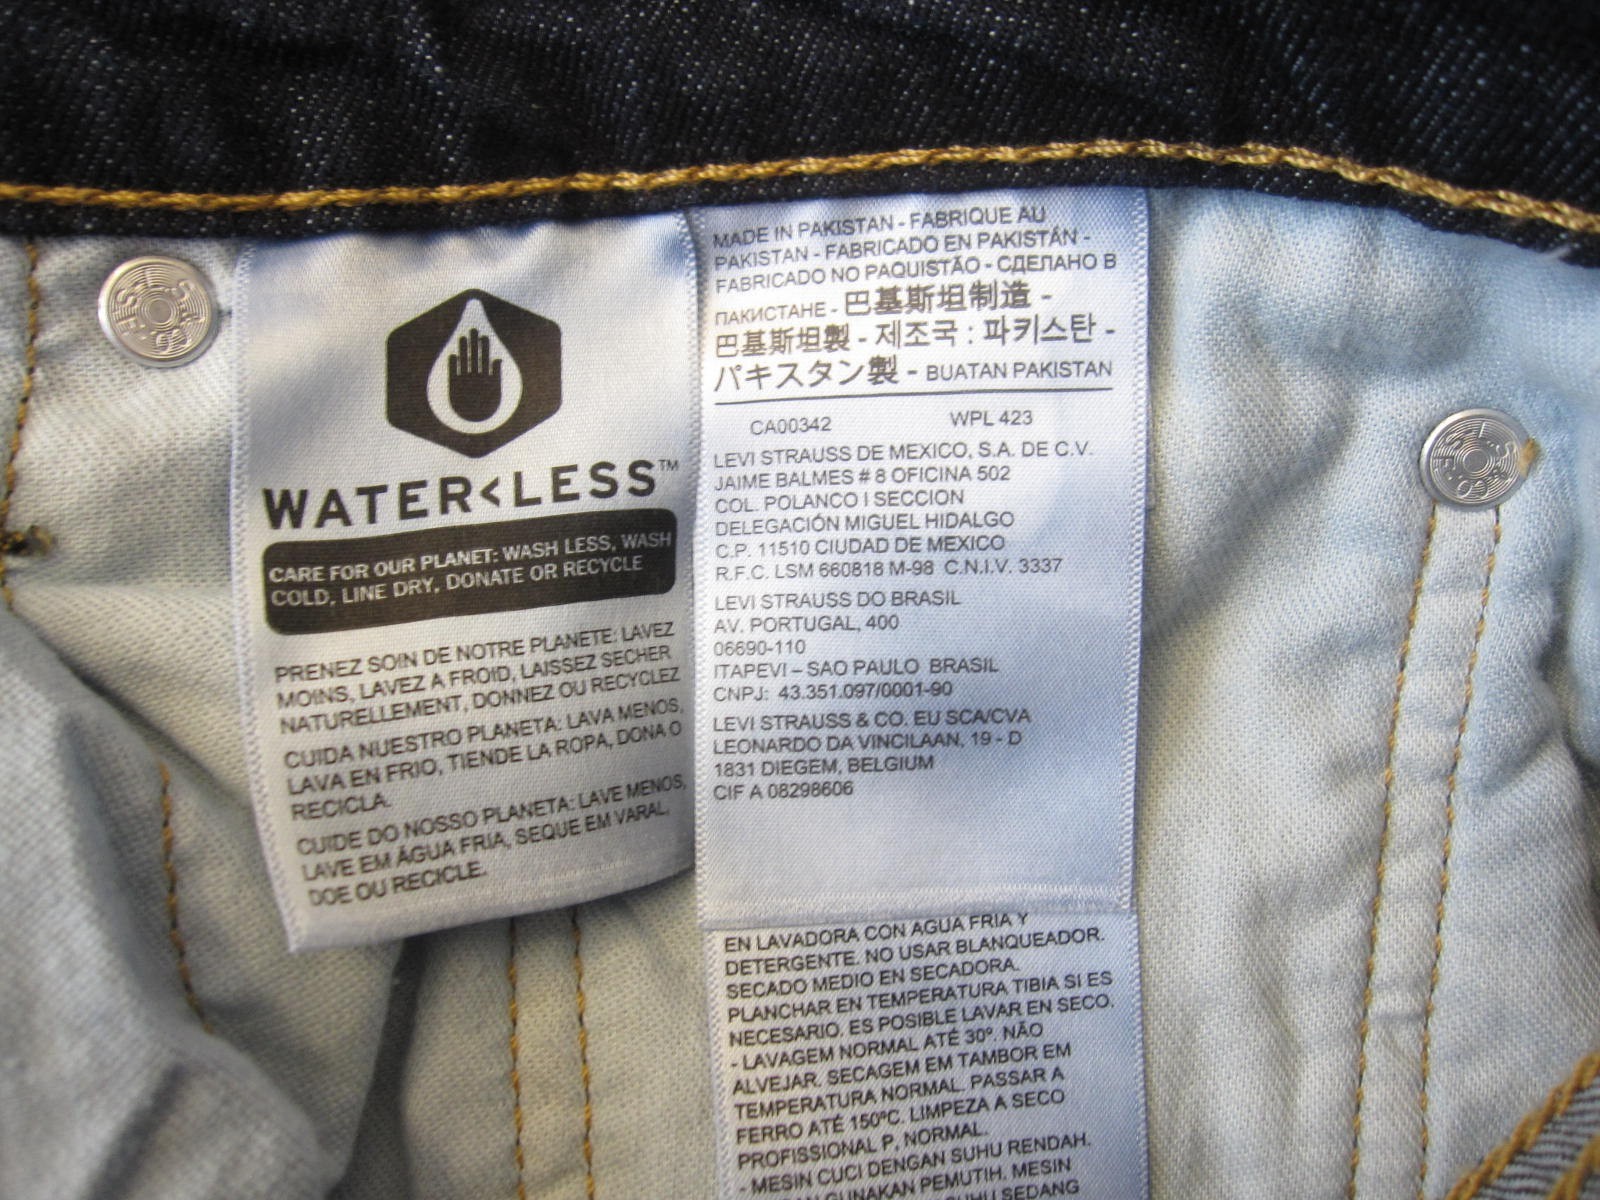 WATER<LESS™
CARE FOR OUR PLANET: WASH LESS, WASH
COLD, LINE DRY, DONATE OR RECYCLE
PRENEZ SOIN DE NOTRE PLANETE: LAVEZ
MOINS, LAVEZ A FROID, LAISSEZ SECHER
NATURELLEMENT, DONNEZ OU RECYCLEZ
CUIDA NUESTRO PLANETA: LAVA MENOS,
LAVA EN FRIO, TIENDE LA ROPA, DONA O
RECICLA.
CUIDE DO NOSSO PLANETA: LAVE MENOS,
LAVE EM ÁGUA FRIA, SEQUE EM VARAL,
DOE OU RECICLE.
MADE IN PAKISTAN - FABRIQUE AU
PAKISTAN - FABRICADO EN PAKISTÁN -
FABRICADO NO PAQUISTÃO - СДЕЛАНО В
ПАКИСТАНЕ - 巴基斯坦制造 -
巴基斯坦製 - 제조국 : 파키스탄 -
パキスタン製 - BUATAN PAKISTAN
CA00342 WPL 423
LEVI STRAUSS DE MEXICO, S.A. DE C.V.
JAIME BALMES # 8 OFICINA 502
COL. POLANCO I SECCION
DELEGACIÓN MIGUEL HIDALGO
C.P. 11510 CIUDAD DE MEXICO
R.F.C. LSM 660818 M-98 C.N.I.V. 3337
LEVI STRAUSS DO BRASIL
AV. PORTUGAL, 400
06690-110
ITAPEVI – SAO PAULO BRASIL
CNPJ: 43.351.097/0001-90
LEVI STRAUSS & CO. EU SCA/CVA
LEONARDO DA VINCILAAN, 19 - D
1831 DIEGEM, BELGIUM
CIF A 08298606
EN LAVADORA CON AGUA FRIA Y
DETERGENTE. NO USAR BLANQUEADOR.
SECADO MEDIO EN SECADORA.
PLANCHAR EN TEMPERATURA TIBIA SI ES
NECESARIO. ES POSIBLE LAVAR EN SECO.
- LAVAGEM NORMAL ATÉ 30º. NÃO
ALVEJAR. SECAGEM EM TAMBOR EM
TEMPERATURA NORMAL. PASSAR A
FERRO ATÉ 150ºC. LIMPEZA A SECO
PROFISSIONAL P, NORMAL.
- MESIN CUCI DENGAN SUHU RENDAH.
GUNAKAN PEMUTIH. MESIN
SUHU SEDANG